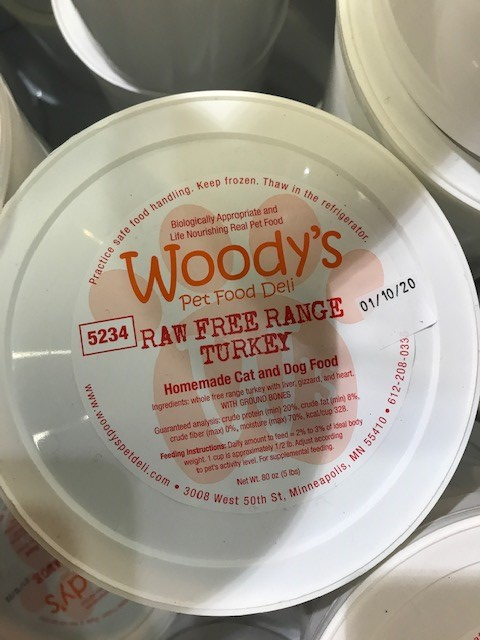 Practice safe food handling. Keep frozen. Thaw in the refrigerator.
Biologically Appropriate and
Life Nourishing Real Pet Food
Woody's
Pet Food Deli
01/10/20
5234
RAW FREE RANGE
TURKEY
Homemade Cat and Dog Food
Ingredients: whole free range turkey with liver, gizzard, and heart.
WITH GROUND BONES
Guaranteed analysis: crude protein (min) 20%, crude fat (min) 8%,
crude fiber (max) 0%, moisture (max) 70%, kcal/cup 328.
Feeding Instructions: Daily amount to feed = 2% to 3% of ideal body
weight. 1 cup is approximately 1/2 lb. Adjust according
to pet's activity level. For supplemental feeding.
Net Wt. 80 oz (5 lbs)
www.woodyspetdeli.com • 3008 West 50th St, Minneapolis, MN 55410 • 612-208-033